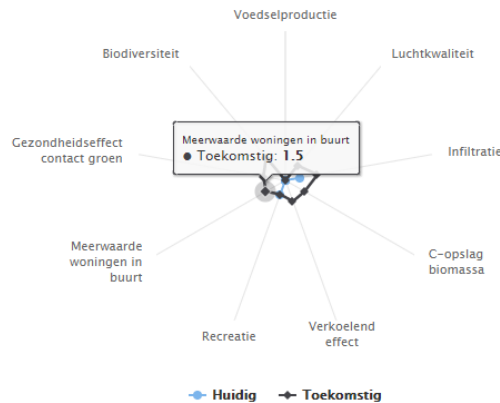 Voedselproductie
Biodiversiteit
Luchtkwaliteit
Gezondheidseffect
contact groen
Meerwaarde woningen in buurt
● Toekomstig: 1.5
Infiltratie
Meerwaarde
woningen in
buurt
C-opslag
biomassa
Recreatie
Verkoelend
effect
Huidig
Toekomstig